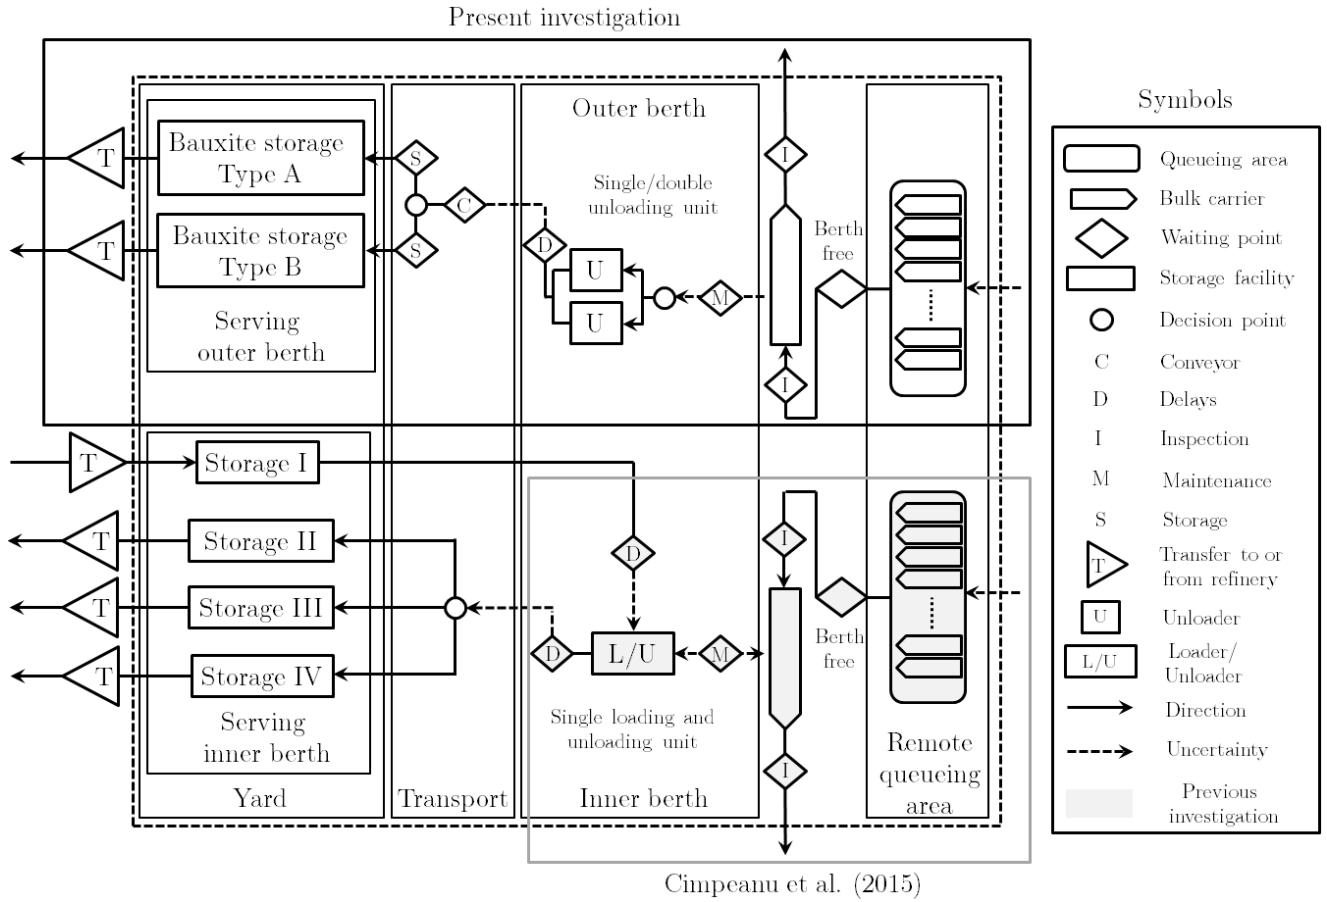 Present investigation
Outer berth
Bauxite storage
Type A
T
S
I
Single/double
unloading unit
C
Berth
free
Bauxite storage
Type B
T
S
D
U
M
U
Serving
outer berth
I
T
Storage I
Storage II
T
D
I
Storage III
T
Berth
free
D
L/U
M
Storage IV
T
Single loading and
unloading unit
Serving
inner berth
I
Remote
queueing
area
Yard
Transport
Inner berth
Cimpeanu et al. (2015)
Symbols
Queueing area
Bulk carrier
Waiting point
Storage facility
Decision point
C Conveyor
D Delays
I Inspection
M Maintenance
S Storage
T Transfer to or
from refinery
U Unloader
L/U Loader/
Unloader
Direction
Uncertainty
Previous
investigation